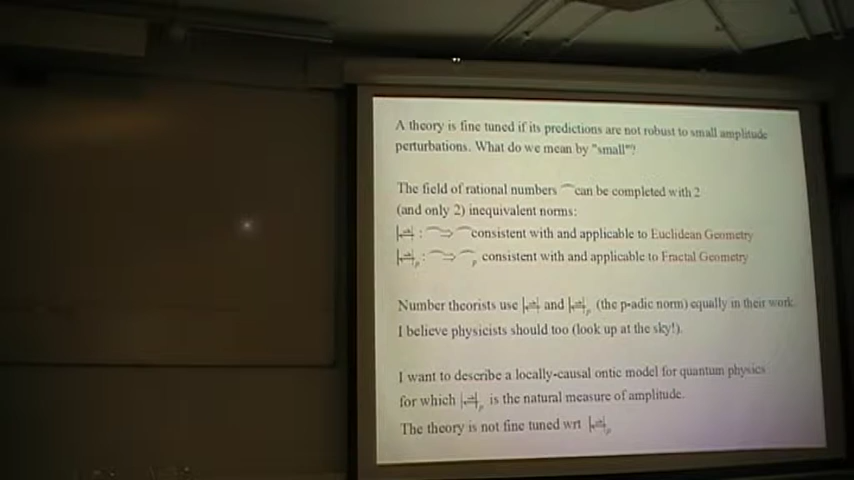 A theory is fine tuned if its predictions are not robust to small amplitude
perturbations. What do we mean by "small"?
The field of rational numbers can be completed with 2
(and only 2) inequivalent norms:
consistent with and applicable to Euclidean Geometry
p p consistent with and applicable to Fractal Geometry
Number theorists use and p (the p-adic norm) equally in their work.
I believe physicists should too (look up at the sky!).
I want to describe a locally-causal ontic model for quantum physics
for which p is the natural measure of amplitude.
The theory is not fine tuned wrt p